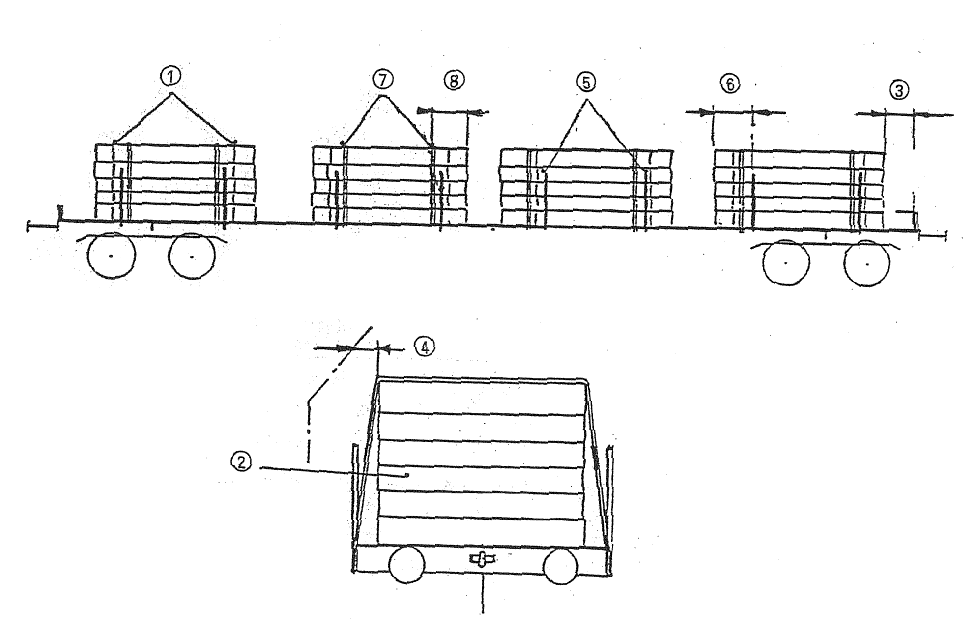 ① ⑦ ⑧ ⑤ ⑥ ③
④
②